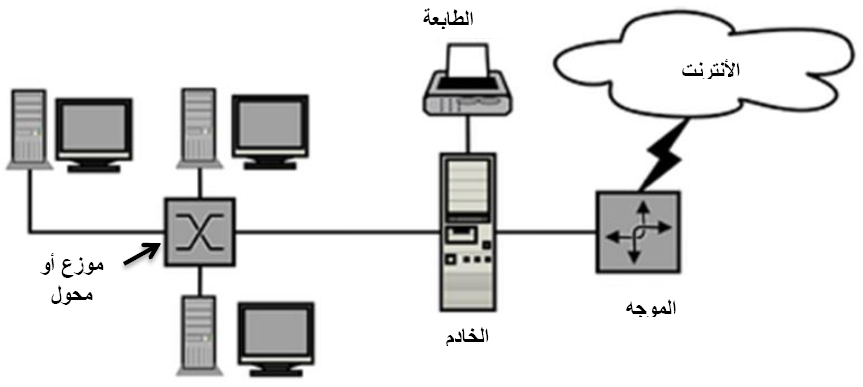 الطابعة
الأنترنت
موزع أو
محول
الخادم
الموجه